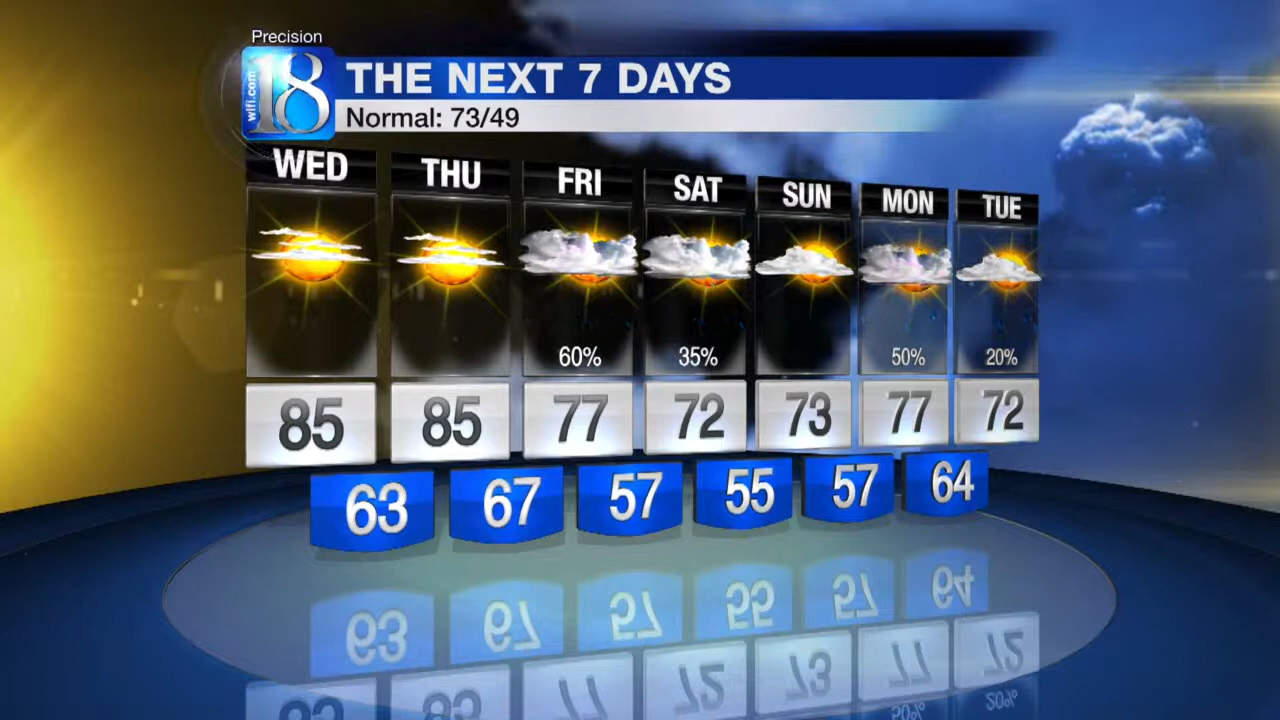 Precision
wlfi.com
18
THE NEXT 7 DAYS
Normal: 73/49
WED THU FRI SAT SUN MON TUE
60% 35% 50% 20%
85 85 77 72 73 77 72
63 67 57 55 57 64